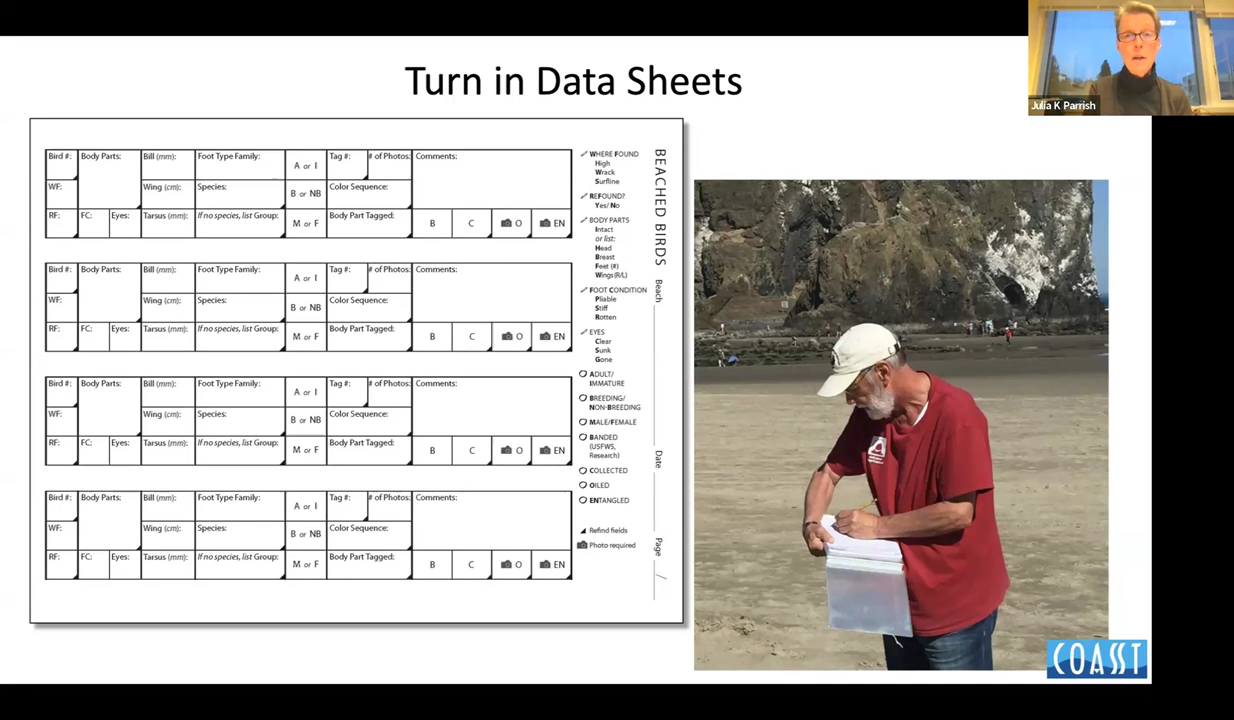 Turn in Data Sheets
Julia K Parrish
Bird #: Body Parts: Bill (mm): Foot Type Family: A or I Tag #: # of Photos: Comments:
WF: Wing (cm): Species: B or NB Color Sequence:
RF: FC: Eyes: Tarsus (mm): If no species, list Group: M or F Body Part Tagged: B C O EN
Bird #: Body Parts: Bill (mm): Foot Type Family: A or I Tag #: # of Photos: Comments:
WF: Wing (cm): Species: B or NB Color Sequence:
RF: FC: Eyes: Tarsus (mm): If no species, list Group: M or F Body Part Tagged: B C O EN
Bird #: Body Parts: Bill (mm): Foot Type Family: A or I Tag #: # of Photos: Comments:
WF: Wing (cm): Species: B or NB Color Sequence:
RF: FC: Eyes: Tarsus (mm): If no species, list Group: M or F Body Part Tagged: B C O EN
Bird #: Body Parts: Bill (mm): Foot Type Family: A or I Tag #: # of Photos: Comments:
WF: Wing (cm): Species: B or NB Color Sequence:
RF: FC: Eyes: Tarsus (mm): If no species, list Group: M or F Body Part Tagged: B C O EN
WHERE FOUND
High
Wrack
Surfline
REFOUND?
Yes/ No
BODY PARTS
Intact
or list:
Head
Breast
Feet (#)
Wings(R/L)
FOOT CONDITION
Pliable
Stiff
Rotten
EYES
Clear
Sunk
Gone
ADULT/
IMMATURE
BREEDING/
NON-BREEDING
MALE/FEMALE
BANDED
(USFWS,
Research)
COLLECTED
OILED
ENTANGLED
Refind fields
Photo required
BEACHED BIRDS Beach Date Page /
COASST